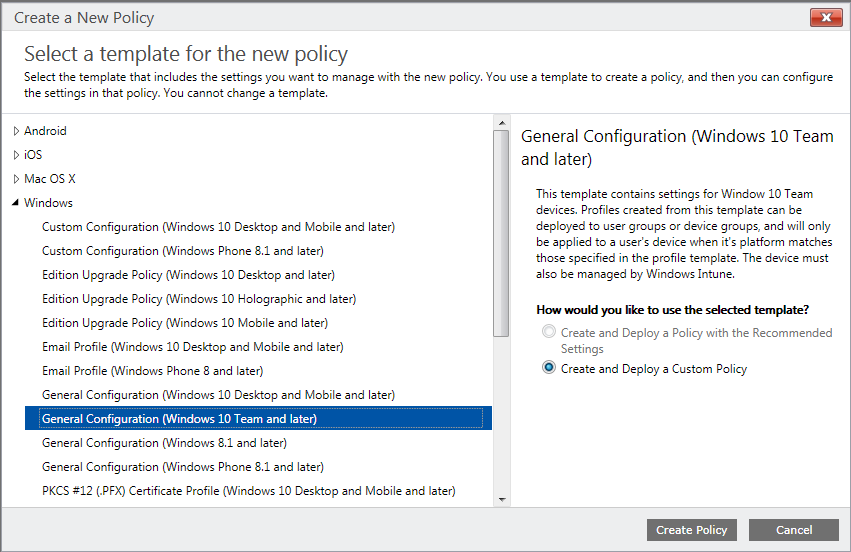 Create a New Policy
Select a template for the new policy
Select the template that includes the settings you want to manage with the new policy. You use a template to create a policy, and then you can configure
the settings in that policy. You cannot change a template.
Android
iOS
Mac OS X
Windows
Custom Configuration (Windows 10 Desktop and Mobile and later)
Custom Configuration (Windows Phone 8.1 and later)
Edition Upgrade Policy (Windows 10 Desktop and later)
Edition Upgrade Policy (Windows 10 Holographic and later)
Edition Upgrade Policy (Windows 10 Mobile and later)
Email Profile (Windows 10 Desktop and Mobile and later)
Email Profile (Windows Phone 8 and later)
General Configuration (Windows 10 Desktop and Mobile and later)
General Configuration (Windows 10 Team and later)
General Configuration (Windows 8.1 and later)
General Configuration (Windows Phone 8.1 and later)
PKCS #12 (.PFX) Certificate Profile (Windows 10 Desktop and Mobile and later)
General Configuration (Windows 10 Team
and later)
This template contains settings for Window 10 Team
devices. Profiles created from this template can be
deployed to user groups or device groups, and will only
be applied to a user's device when it's platform matches
those specified in the profile template. The device must
also be managed by Windows Intune.
How would you like to use the selected template?
Create and Deploy a Policy with the Recommended
Settings
Create and Deploy a Custom Policy
Create Policy
Cancel